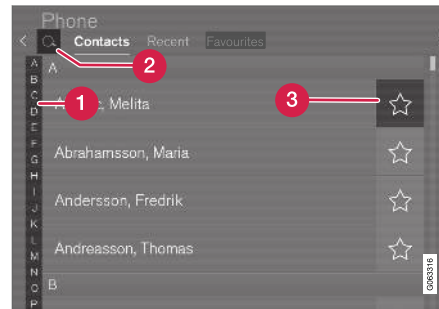 Phone
Contacts Recent Favourites
A
B
C
D
E
F
G
H
I
J
K
L
M
N
O
P
A
Melita
Abrahamsson, Maria
Andersson, Fredrik
Andreasson, Thomas
B
1
2
3
G063316